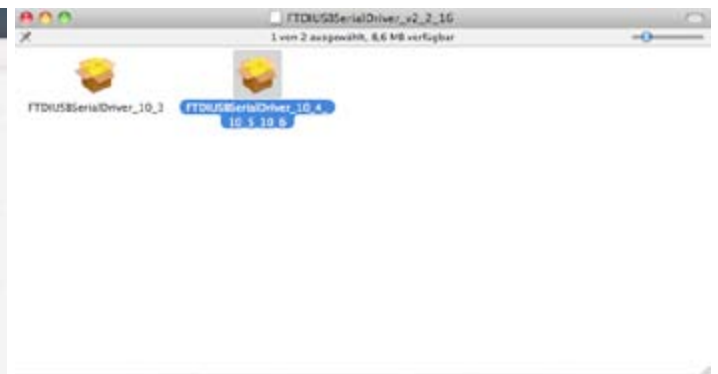 FTDIUSBSerialDriver_v2_2_16
1 von 2 ausgewählt, 8,6 MB verfügbar
FTDIUSBSerialDriver_10_3
FTDIUSBSerialDriver_10_4_
10_5_10_6